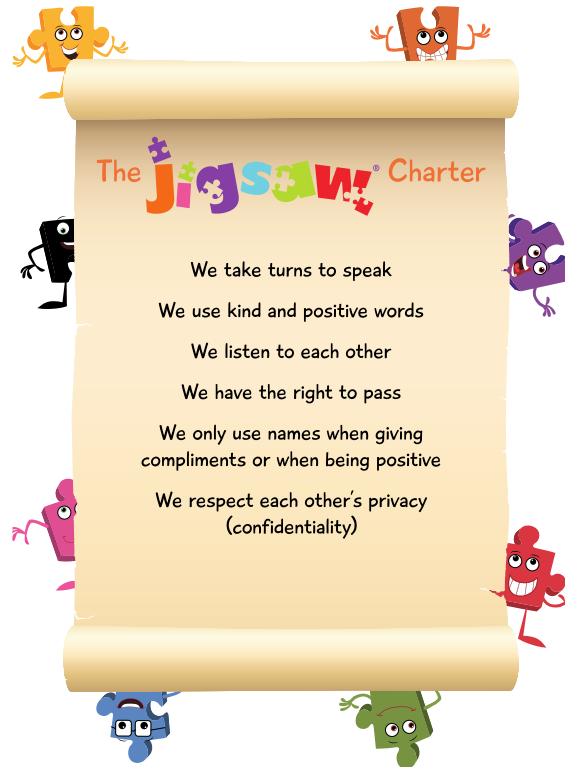 The Jigsaw® Charter
We take turns to speak
We use kind and positive words
We listen to each other
We have the right to pass
We only use names when giving
compliments or when being positive
We respect each other's privacy
(confidentiality)